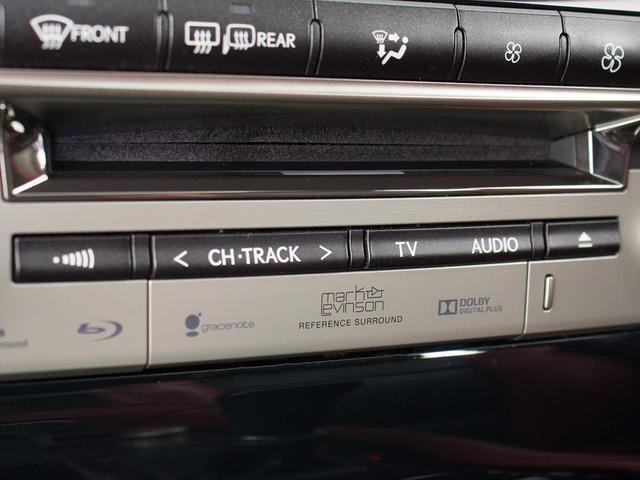 FRONT
REAR
< CH·TRACK >
TV AUDIO
gracenote
mark
levinson
REFERENCE SURROUND
DOLBY
DIGITAL PLUS